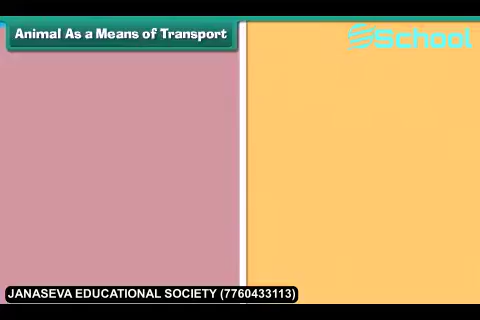 Animal As a Means of Transport
School
JANASEVA EDUCATIONAL SOCIETY (7760433113)